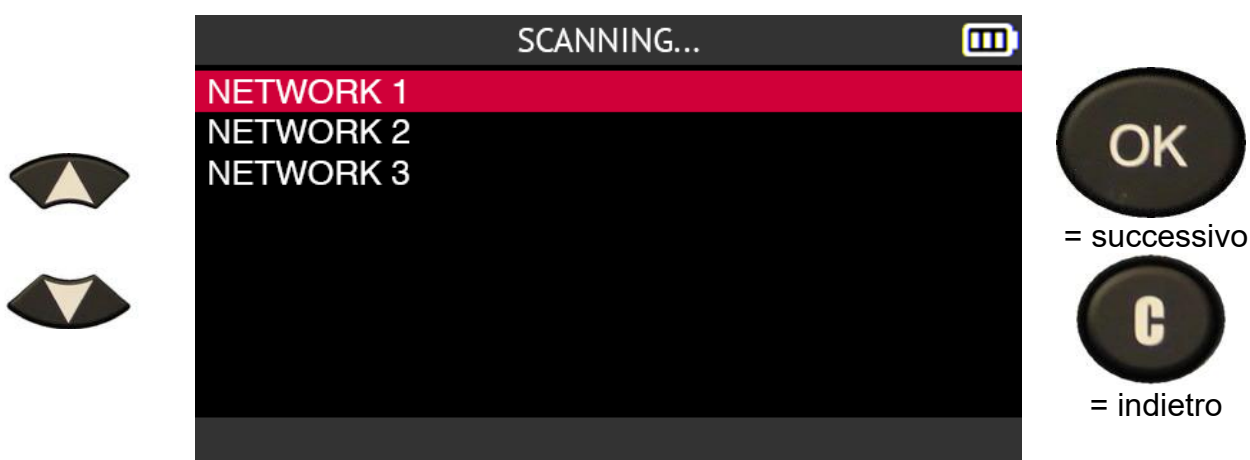 SCANNING...
NETWORK 1
NETWORK 2
NETWORK 3
OK
= successivo
C
= indietro